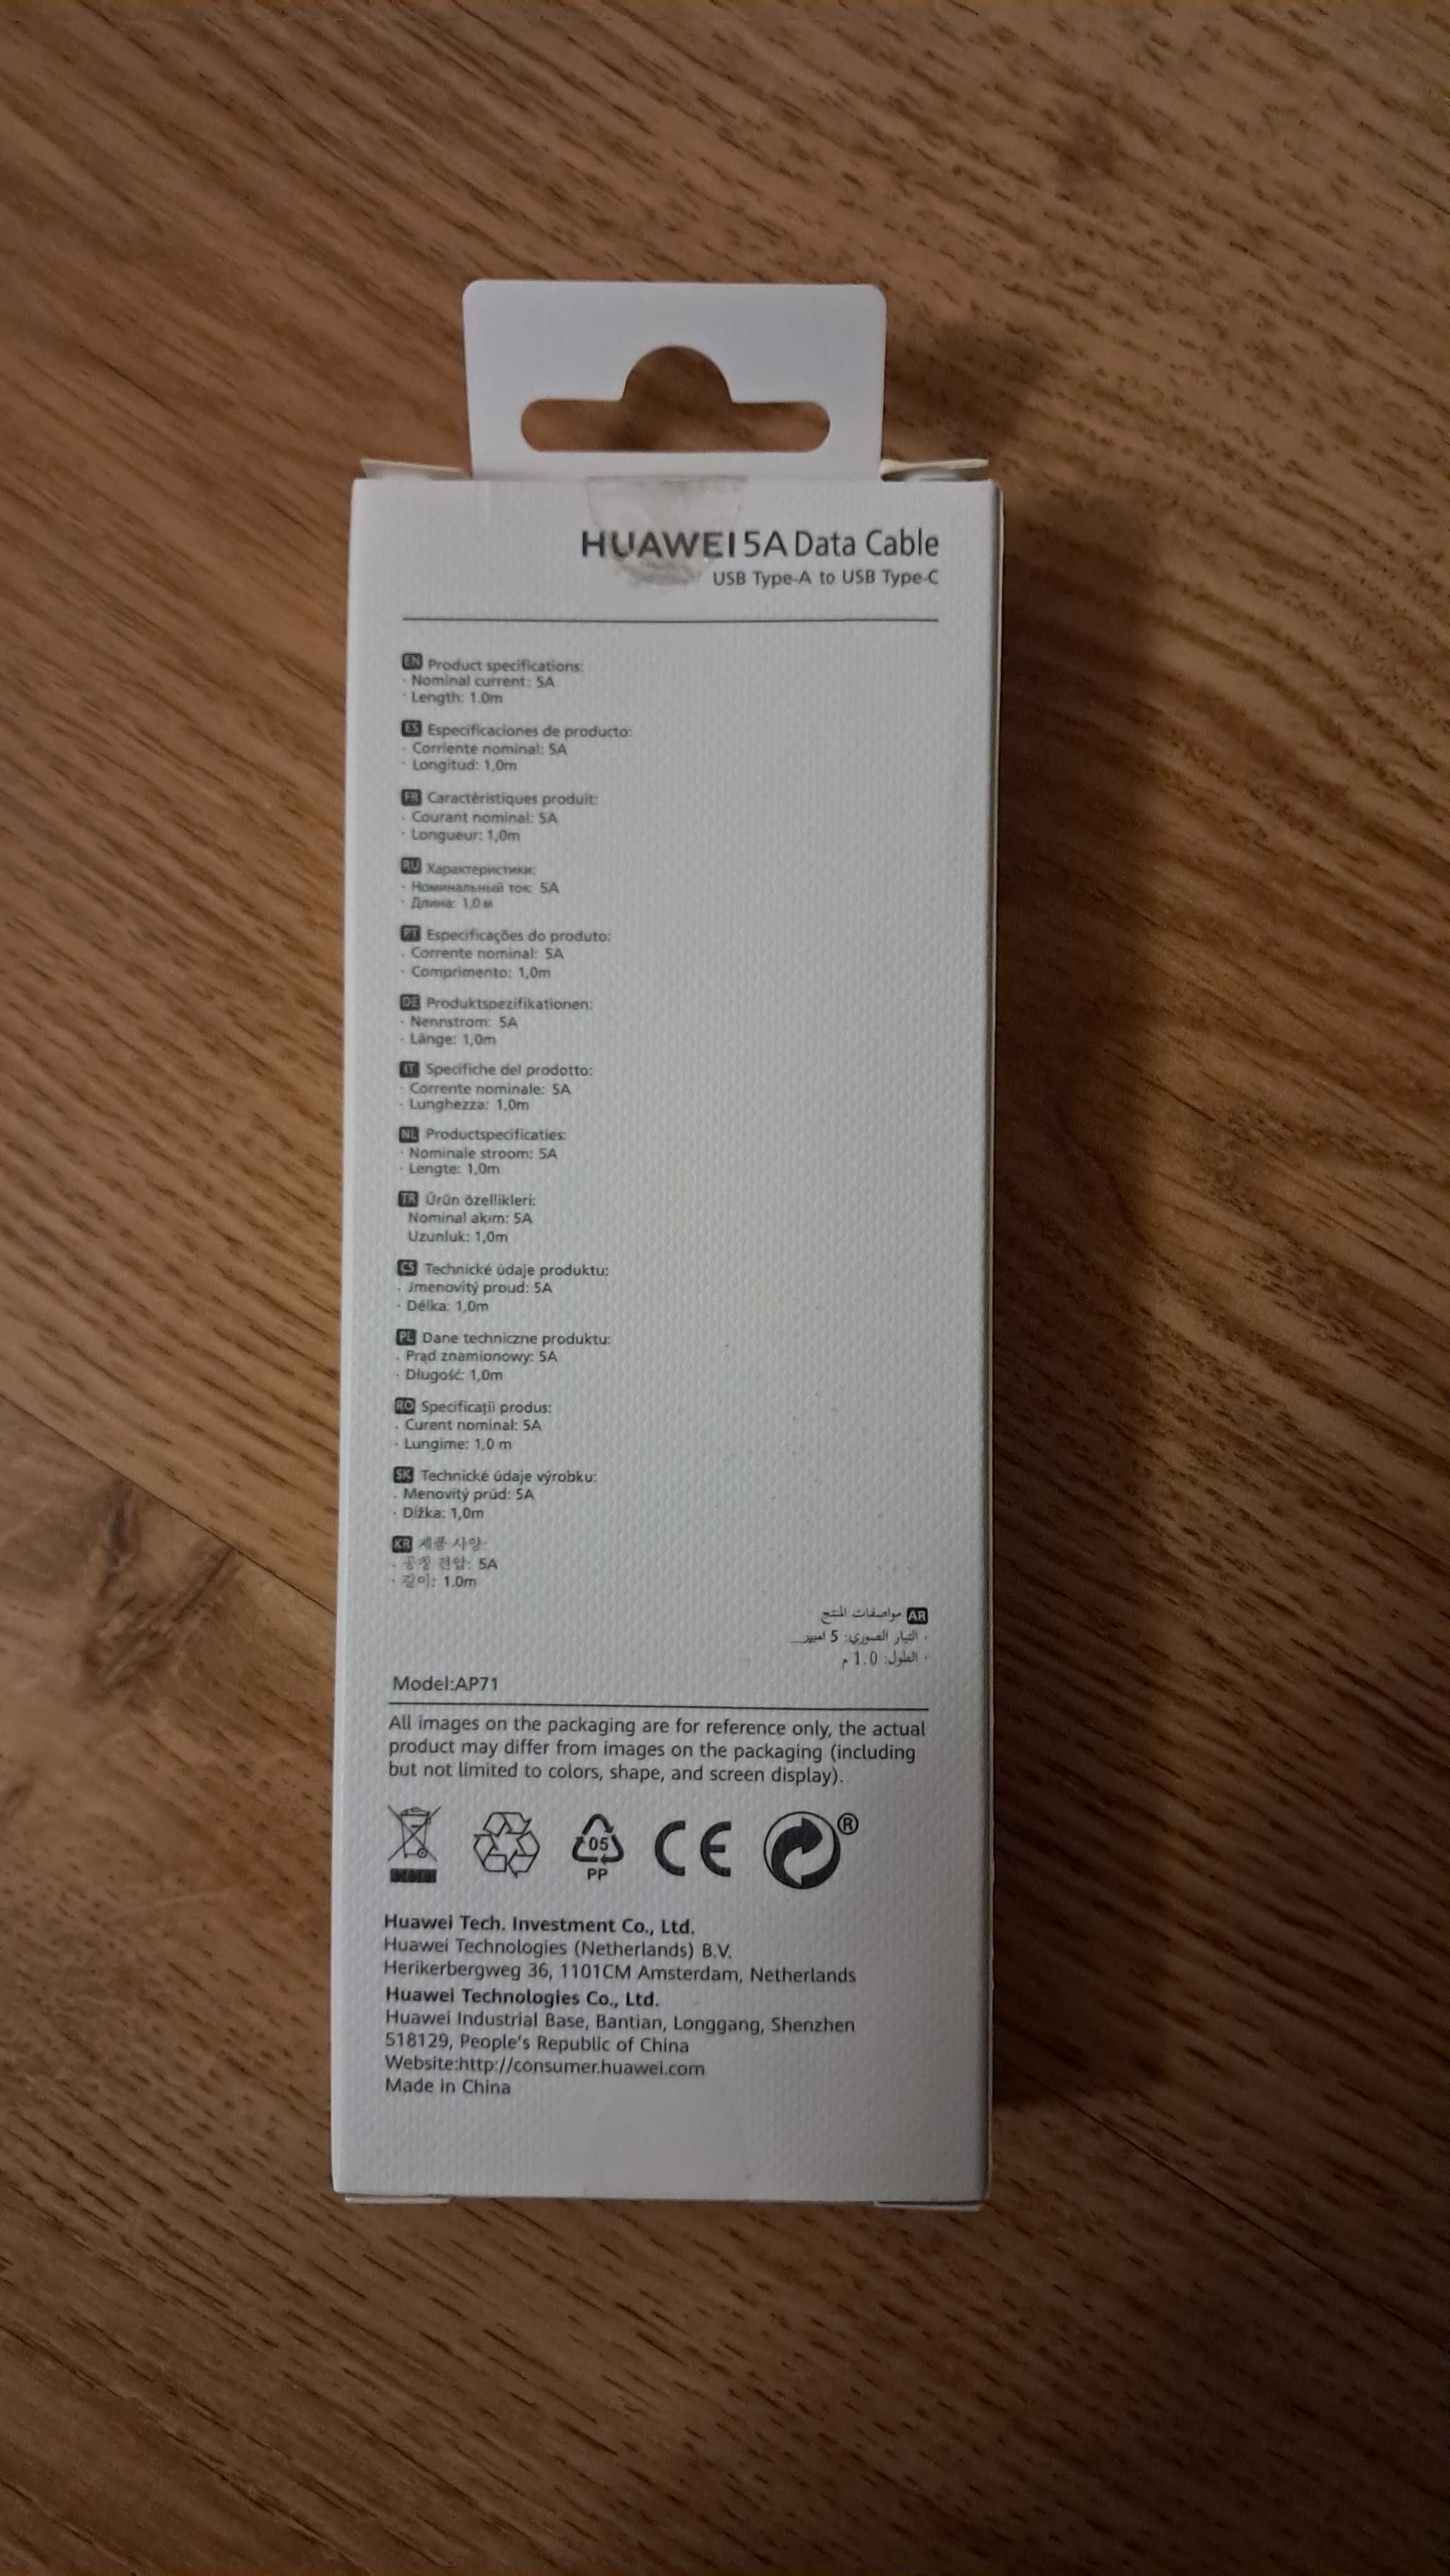 HUAWEI 5A Data Cable
USB Type-A to USB Type-C
EN Product specifications:
· Nominal current: 5A
· Length: 1.0m
ES Especificaciones de producto:
· Corriente nominal: 5A
· Longitud: 1,0m
FR Caractéristiques produit:
· Courant nominal: 5A
· Longueur: 1,0m
RU Характеристики:
· Номинальный ток: 5A
· Длина: 1,0 м
PT Especificações do produto:
· Corrente nominal: 5A
· Comprimento: 1,0m
DE Produktspezifikationen:
· Nennstrom: 5A
· Länge: 1,0m
IT Specifiche del prodotto:
· Corrente nominale: 5A
· Lunghezza: 1,0m
NL Productspecificaties:
· Nominale stroom: 5A
· Lengte: 1,0m
TR Ürün özellikleri:
Nominal akım: 5A
Uzunluk: 1,0m
CS Technické údaje produktu:
· Jmenovitý proud: 5A
· Délka: 1,0m
PL Dane techniczne produktu:
· Prąd znamionowy: 5A
· Długość: 1,0m
RO Specificații produs:
· Curent nominal: 5A
· Lungime: 1,0 m
SK Technické údaje výrobku:
· Menovitý prúd: 5A
· Dĺžka: 1,0m
KR 제품 사양:
· 공칭 전압: 5A
· 길이: 1.0m
AR مواصفات المنتج
· التيار الصوري: 5 امبير
· الطول: 1.0 م
Model:AP71
All images on the packaging are for reference only, the actual
product may differ from images on the packaging (including
but not limited to colors, shape, and screen display).
05
PP
CE
®
Huawei Tech. Investment Co., Ltd.
Huawei Technologies (Netherlands) B.V.
Herikerbergweg 36, 1101CM Amsterdam, Netherlands
Huawei Technologies Co., Ltd.
Huawei Industrial Base, Bantian, Longgang, Shenzhen
518129, People's Republic of China
Website:http://consumer.huawei.com
Made in China